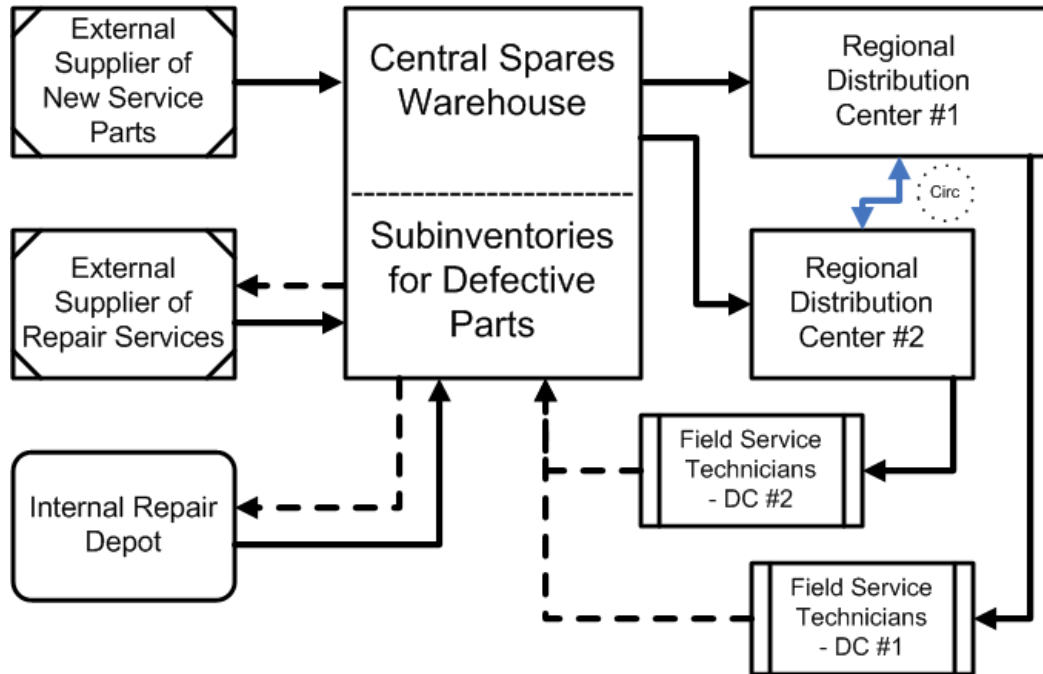 External
Supplier of
New Service
Parts
Central Spares
Warehouse
Regional
Distribution
Center #1
Circ
External
Supplier of
Repair Services
Subinventories
for Defective
Parts
Regional
Distribution
Center #2
Internal Repair
Depot
Field Service
Technicians
- DC #2
Field Service
Technicians
- DC #1